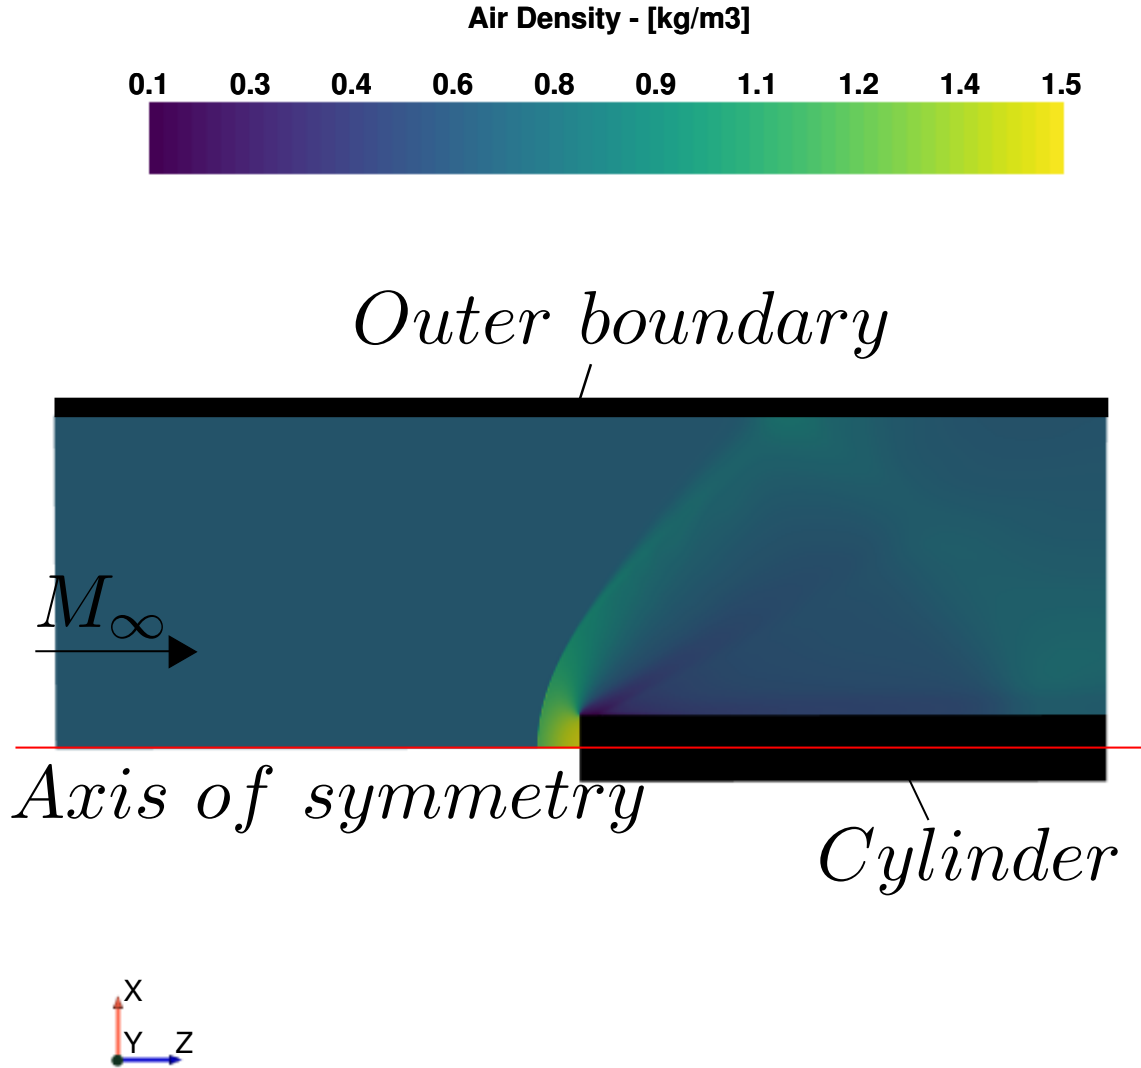 Air Density - [kg/m3]
0.1 0.3 0.4 0.6 0.8 0.9 1.1 1.2 1.4 1.5
Outer boundary
M∞
Axis of symmetry
Cylinder
X
Y Z